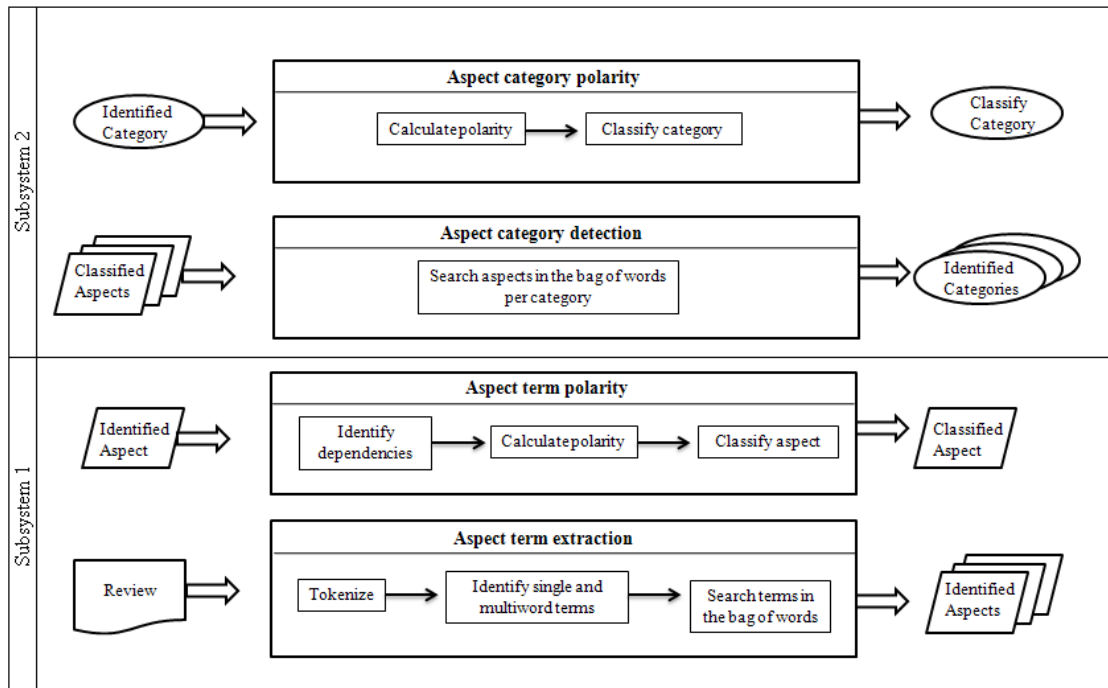 Subsystem 2
Aspect category polarity
Identified
Category
Calculate polarity
Classify category
Classify
Category
Aspect category detection
Classified
Aspects
Search aspects in the bag of words
per category
Identified
Categories
Subsystem 1
Aspect term polarity
Identified
Aspect
Identify
dependencies
Calculate polarity
Classify aspect
Classified
Aspect
Aspect term extraction
Review
Tokenize
Identify single and
multiword terms
Search terms in
the bag of words
Identified
Aspects